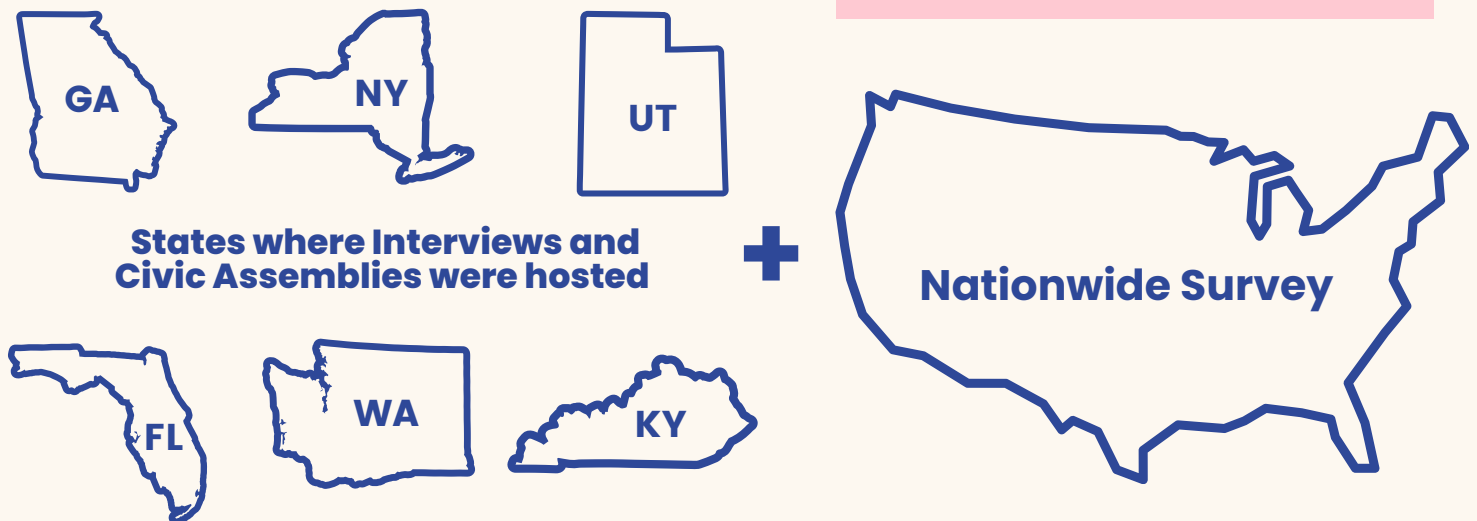 GA
NY
UT
States where Interviews and
Civic Assemblies were hosted
+
Nationwide Survey
FL
WA
KY